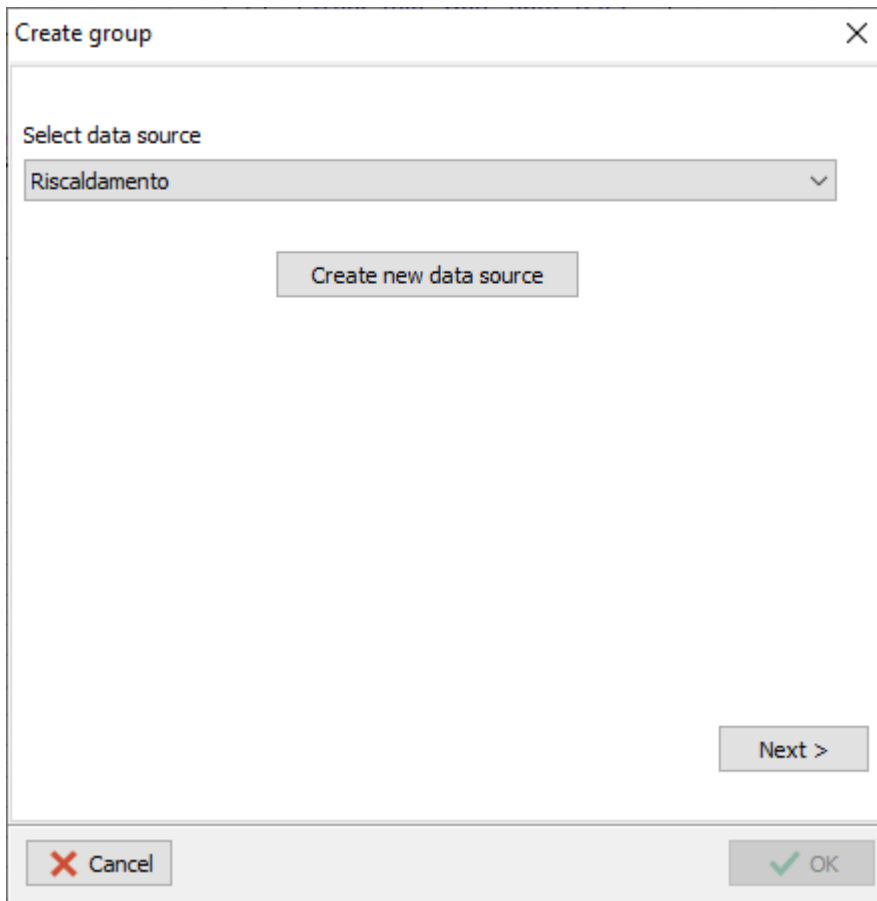 Create group
Select data source
Riscaldamento
Create new data source
Next >
Cancel
OK